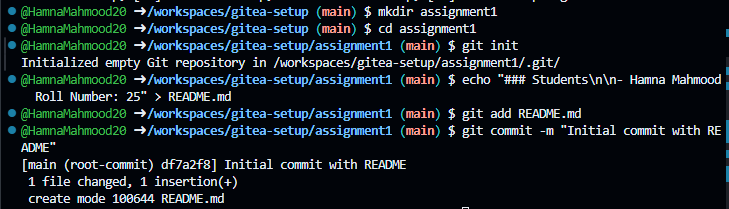 @HamnaMahmood20 ➜/workspaces/gitea-setup (main) $ mkdir assignment1
@HamnaMahmood20 ➜/workspaces/gitea-setup (main) $ cd assignment1
@HamnaMahmood20 ➜/workspaces/gitea-setup/assignment1 (main) $ git init
Initialized empty Git repository in /workspaces/gitea-setup/assignment1/.git/
@HamnaMahmood20 ➜/workspaces/gitea-setup/assignment1 (main) $ echo "### Students\n\n- Hamna Mahmood
Roll Number: 25" > README.md
@HamnaMahmood20 ➜/workspaces/gitea-setup/assignment1 (main) $ git add README.md
@HamnaMahmood20 ➜/workspaces/gitea-setup/assignment1 (main) $ git commit -m "Initial commit with RE
ADME"
[main (root-commit) df7a2f8] Initial commit with README
1 file changed, 1 insertion(+)
create mode 100644 README.md